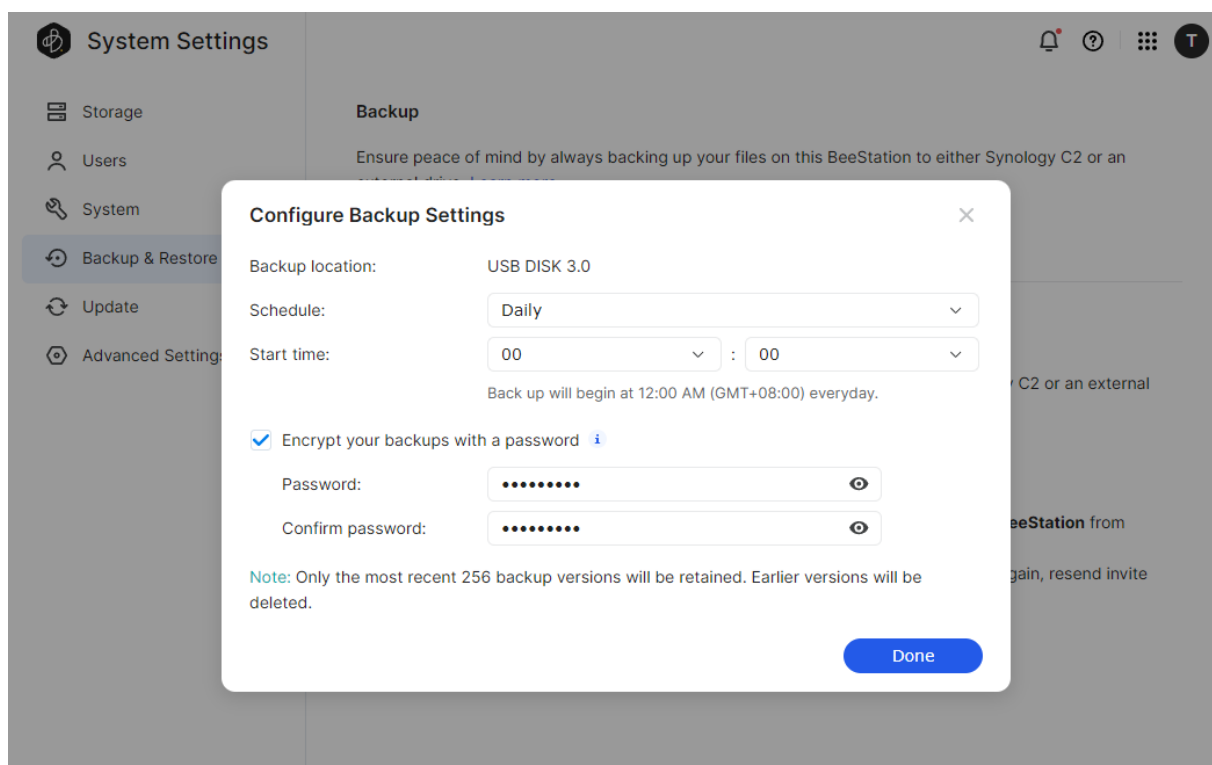 System Settings
T
Storage
Users
System
Backup & Restore
Update
Advanced Settings
Backup
Ensure peace of mind by always backing up your files on this BeeStation to either Synology C2 or an
Configure Backup Settings
Backup location: USB DISK 3.0
Schedule: Daily
Start time: 00 : 00
Back up will begin at 12:00 AM (GMT+08:00) everyday.
Encrypt your backups with a password i
Password: •••••••••
Confirm password: •••••••••
Note: Only the most recent 256 backup versions will be retained. Earlier versions will be
deleted.
Done
C2 or an external
eeStation from
gain, resend invite